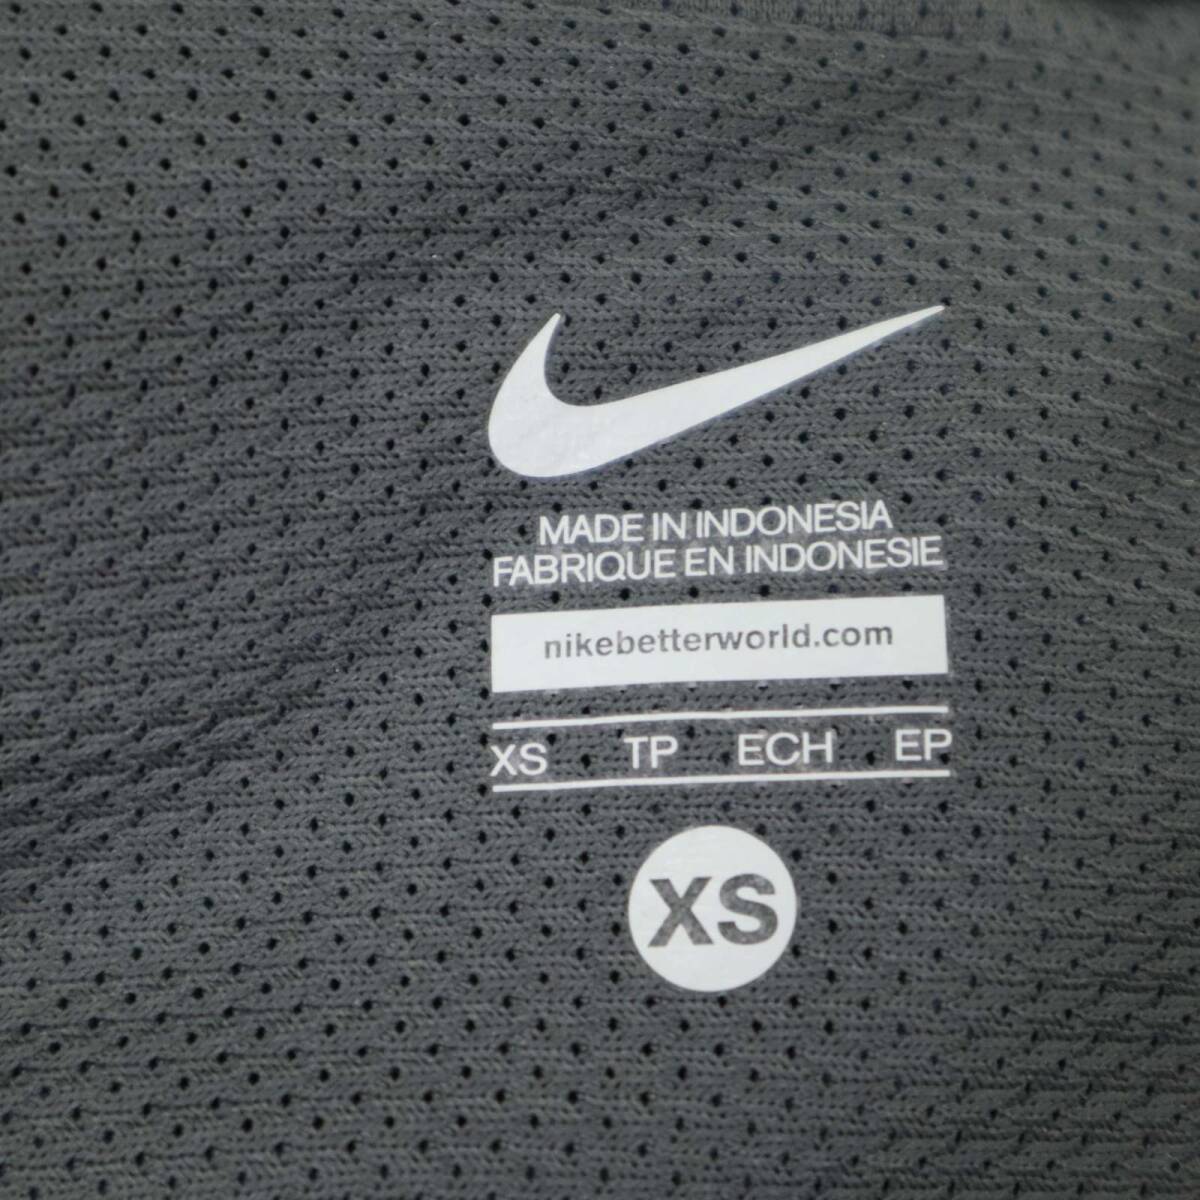 MADE IN INDONESIA
FABRIQUE EN INDONESIE
nikebetterworld.com
XS TP ECH EP
XS